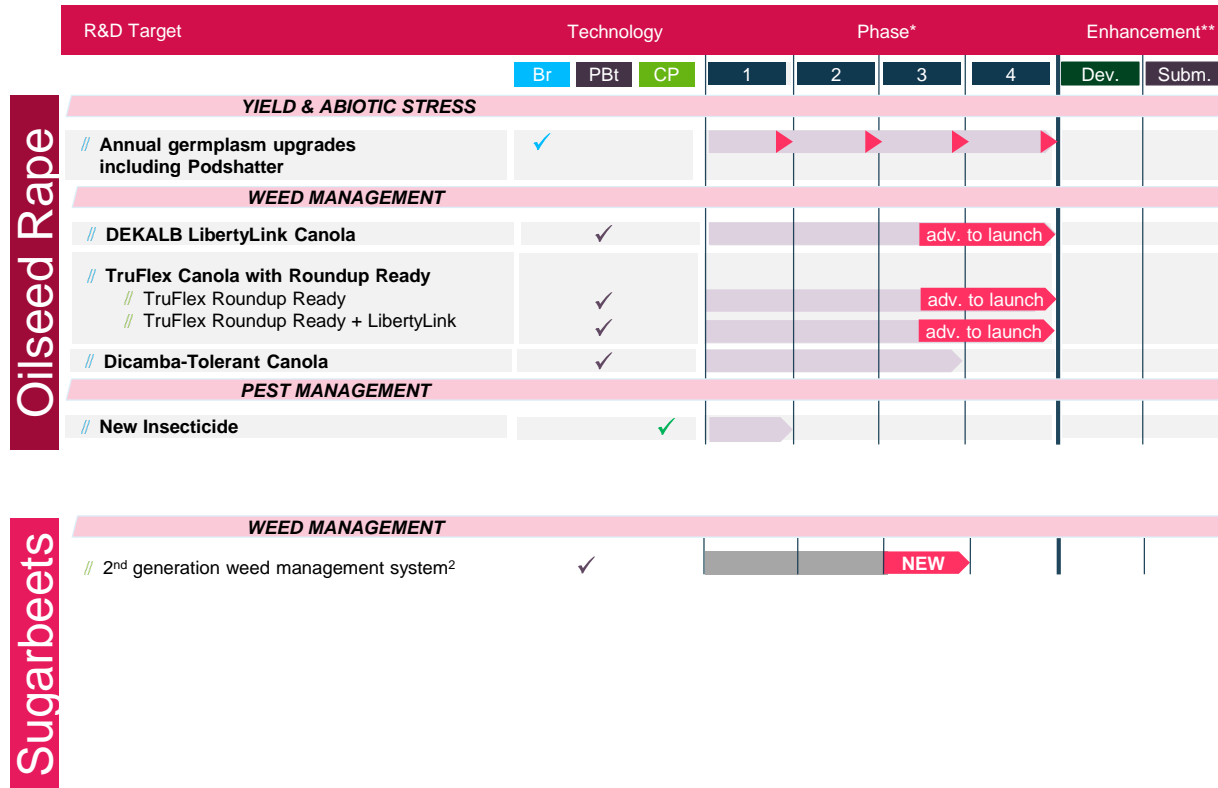 R&D Target Technology Phase* Enhancement**
Br PBt CP 1 2 3 4 Dev. Subm.
Oilseed Rape
YIELD & ABIOTIC STRESS
// Annual germplasm upgrades
including Podshatter
WEED MANAGEMENT
// DEKALB LibertyLink Canola adv. to launch
// TruFlex Canola with Roundup Ready
// TruFlex Roundup Ready adv. to launch
// TruFlex Roundup Ready + LibertyLink adv. to launch
// Dicamba-Tolerant Canola
PEST MANAGEMENT
// New Insecticide
Sugarbeets
WEED MANAGEMENT
// 2nd generation weed management system2 NEW